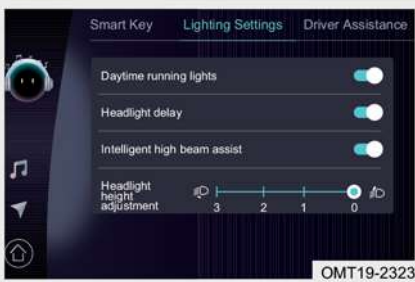 Smart Key Lighting Settings Driver Assistance
Daytime running lights
Headlight delay
Intelligent high beam assist
Headlight
height
adjustment
3 2 1 0
OMT19-2323